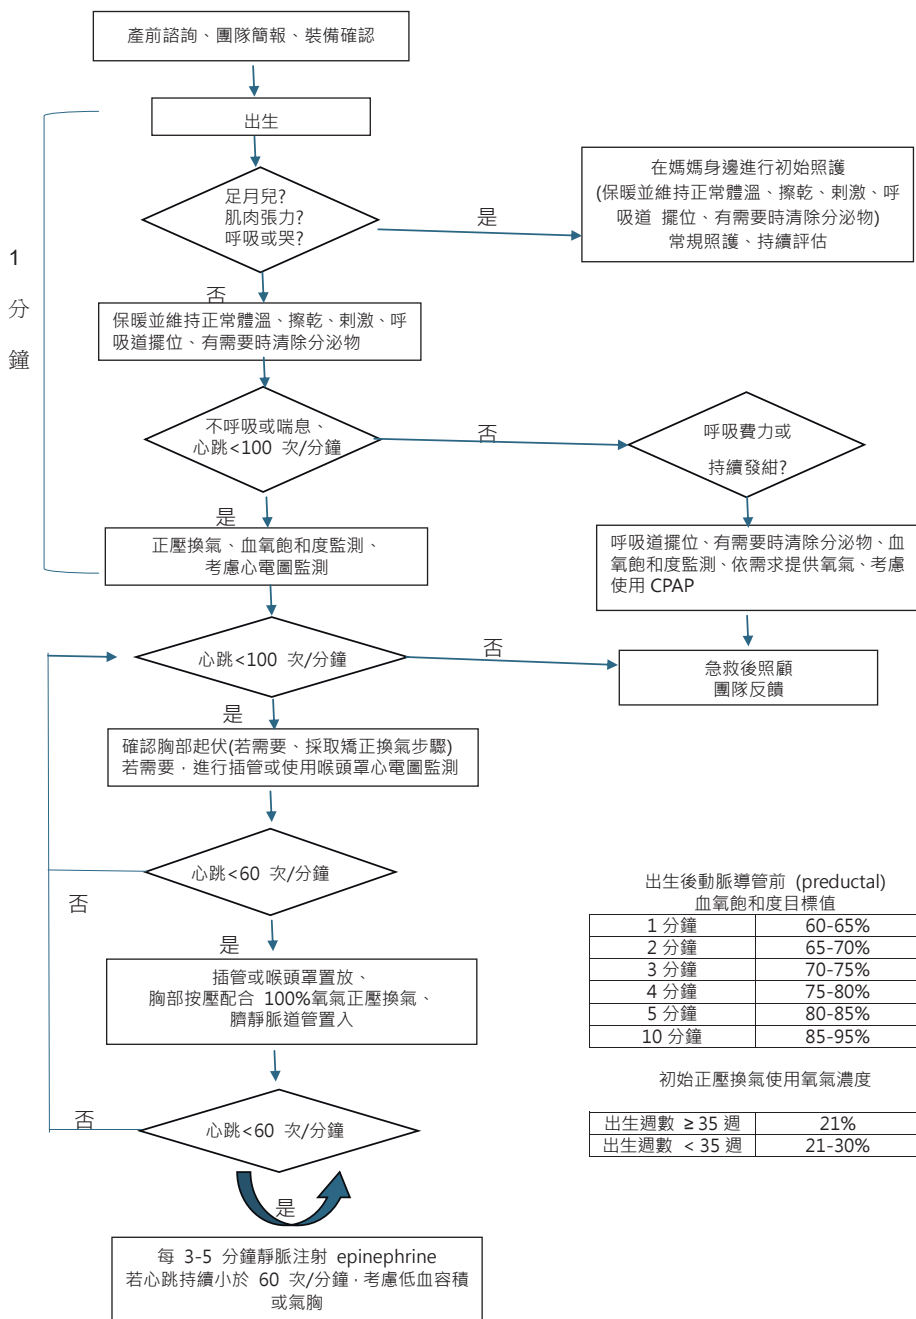 產前諮詢、團隊簡報、裝備確認
出生
足月兒?
肌肉張力?
呼吸或哭?
是
在媽媽身邊進行初始照護
(保暖並維持正常體溫、擦乾、刺激、呼
吸道 擺位、有需要時清除分泌物)
常規照護、持續評估
1
分
鐘
否
保暖並維持正常體溫、擦乾、刺激、呼
吸道擺位、有需要時清除分泌物
不呼吸或喘息、
心跳<100 次/分鐘
否
呼吸費力或
持續發紺?
是
正壓換氣、血氧飽和度監測、
考慮心電圖監測
呼吸道擺位、有需要時清除分泌物、血
氧飽和度監測、依需求提供氧氣、考慮
使用 CPAP
心跳<100 次/分鐘
否
急救後照顧
團隊反饋
是
確認胸部起伏(若需要、採取矯正換氣步驟)
若需要，進行插管或使用喉頭罩心電圖監測
心跳<60 次/分鐘
否
是
插管或喉頭罩置放、
胸部按壓配合 100%氧氣正壓換氣、
臍靜脈道管置入
心跳<60 次/分鐘
否
是
每 3-5 分鐘靜脈注射 epinephrine
若心跳持續小於 60 次/分鐘，考慮低血容積
或氣胸
出生後動脈導管前 (preductal)
血氧飽和度目標值
1 分鐘 60-65%
2 分鐘 65-70%
3 分鐘 70-75%
4 分鐘 75-80%
5 分鐘 80-85%
10 分鐘 85-95%
初始正壓換氣使用氧氣濃度
出生週數 ≥ 35 週 21%
出生週數 < 35 週 21-30%